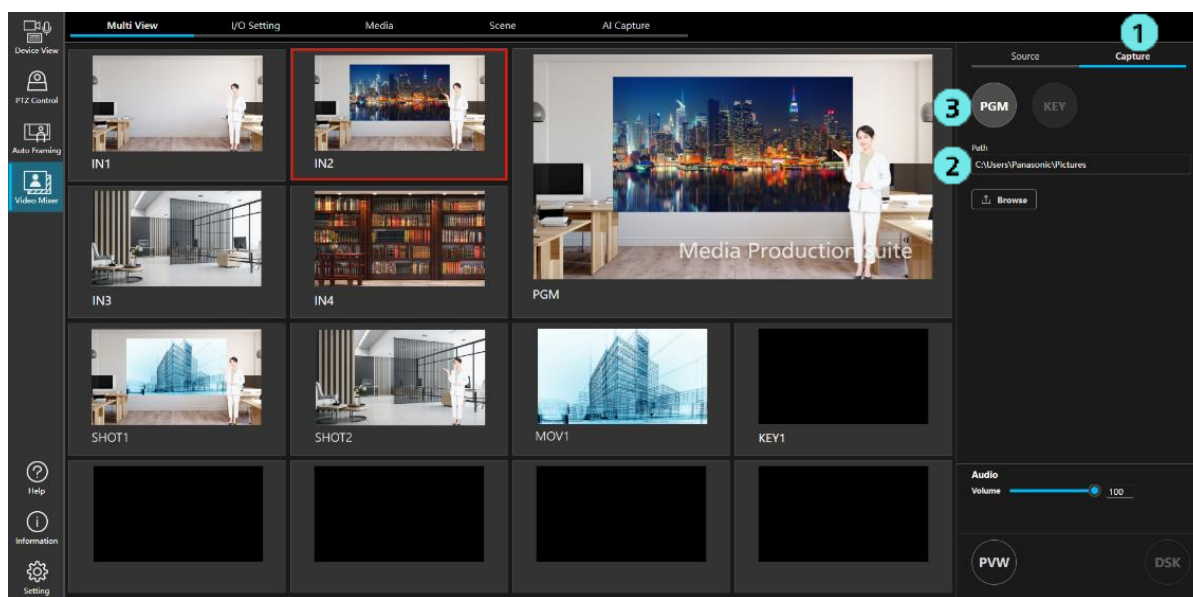 Device View
PTZ Control
Auto Framing
Video Mixer
Help
Information
Setting
Multi View
I/O Setting
Media
Scene
AI Capture
IN1
IN2
Media Production Suite
PGM
IN3
IN4
SHOT1
SHOT2
MOV1
KEY1
1
Source
Capture
3
PGM
KEY
Path
2
C:\Users\Panasonic\Pictures
Browse
Audio
Volume
100
PVW
DSK